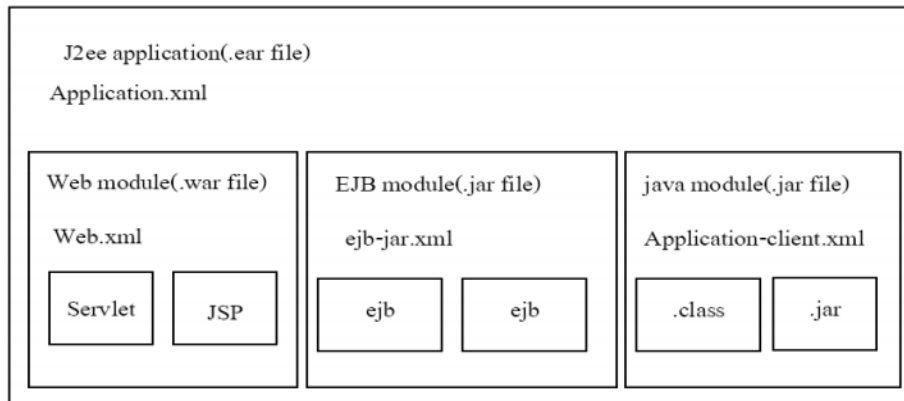 J2ee application(.ear file)
Application.xml
Web module(.war file)
Web.xml
Servlet
JSP
EJB module(.jar file)
ejb-jar.xml
ejb
ejb
java module(.jar file)
Application-client.xml
.class
.jar